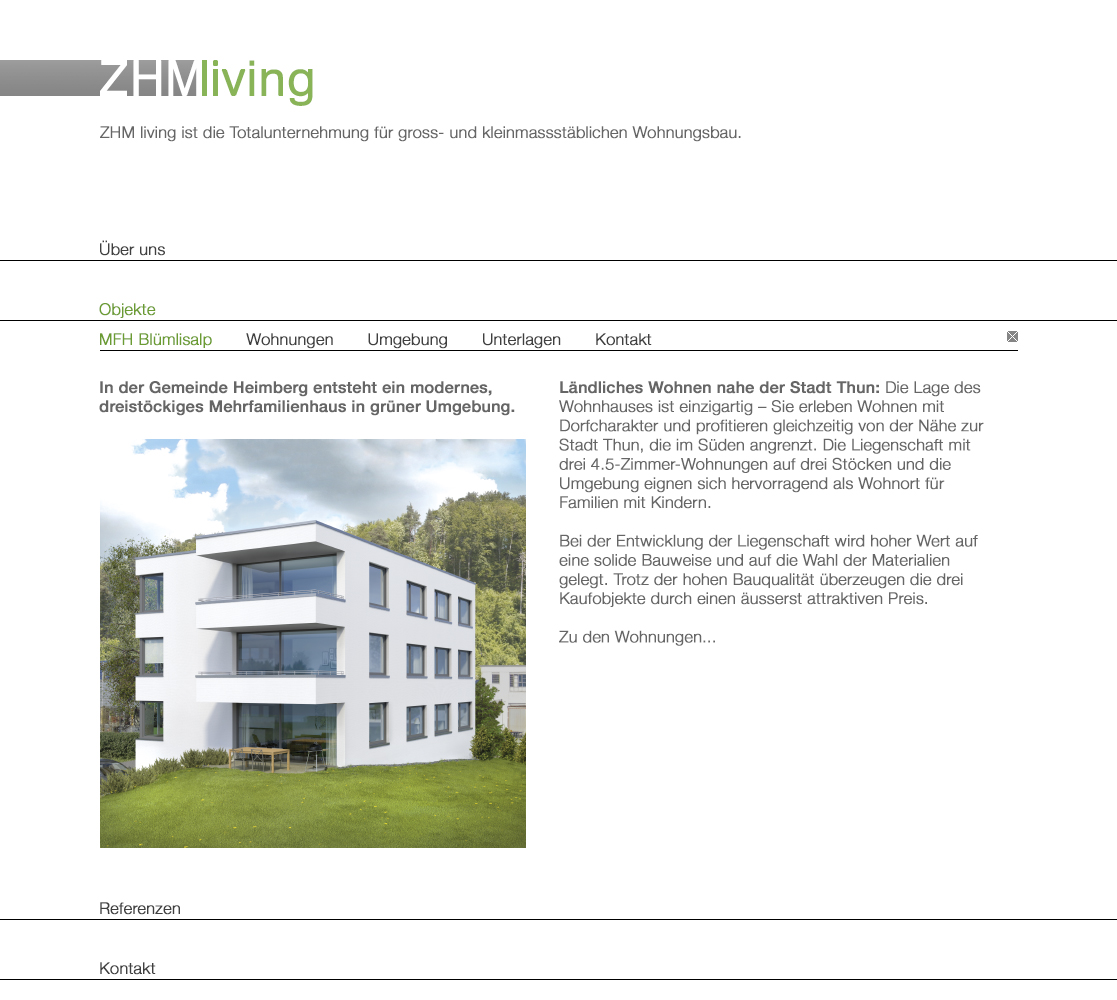 ZHMliving
ZHM living ist die Totalunternehmung für gross- und kleinmassstäblichen Wohnungsbau.
Über uns
Objekte
MFH Blümlisalp Wohnungen Umgebung Unterlagen Kontakt
In der Gemeinde Heimberg entsteht ein modernes,
dreistöckiges Mehrfamilienhaus in grüner Umgebung.
Ländliches Wohnen nahe der Stadt Thun: Die Lage des
Wohnhauses ist einzigartig – Sie erleben Wohnen mit
Dorfcharakter und profitieren gleichzeitig von der Nähe zur
Stadt Thun, die im Süden angrenzt. Die Liegenschaft mit
drei 4.5-Zimmer-Wohnungen auf drei Stöcken und die
Umgebung eignen sich hervorragend als Wohnort für
Familien mit Kindern.
Bei der Entwicklung der Liegenschaft wird hoher Wert auf
eine solide Bauweise und auf die Wahl der Materialien
gelegt. Trotz der hohen Bauqualität überzeugen die drei
Kaufobjekte durch einen äusserst attraktiven Preis.
Zu den Wohnungen...
Referenzen
Kontakt